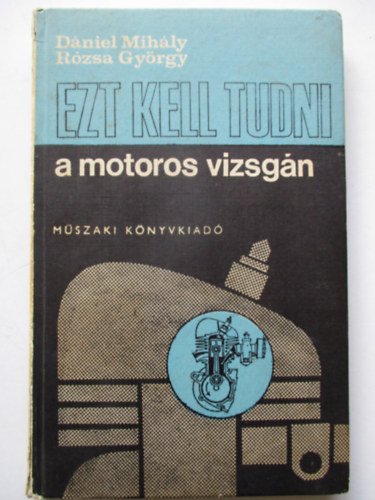 Dániel Mihály
Rózsa György
EZT KELL TUDNI
a motoros vizsgán
MŰSZAKI KÖNYVKIADÓ